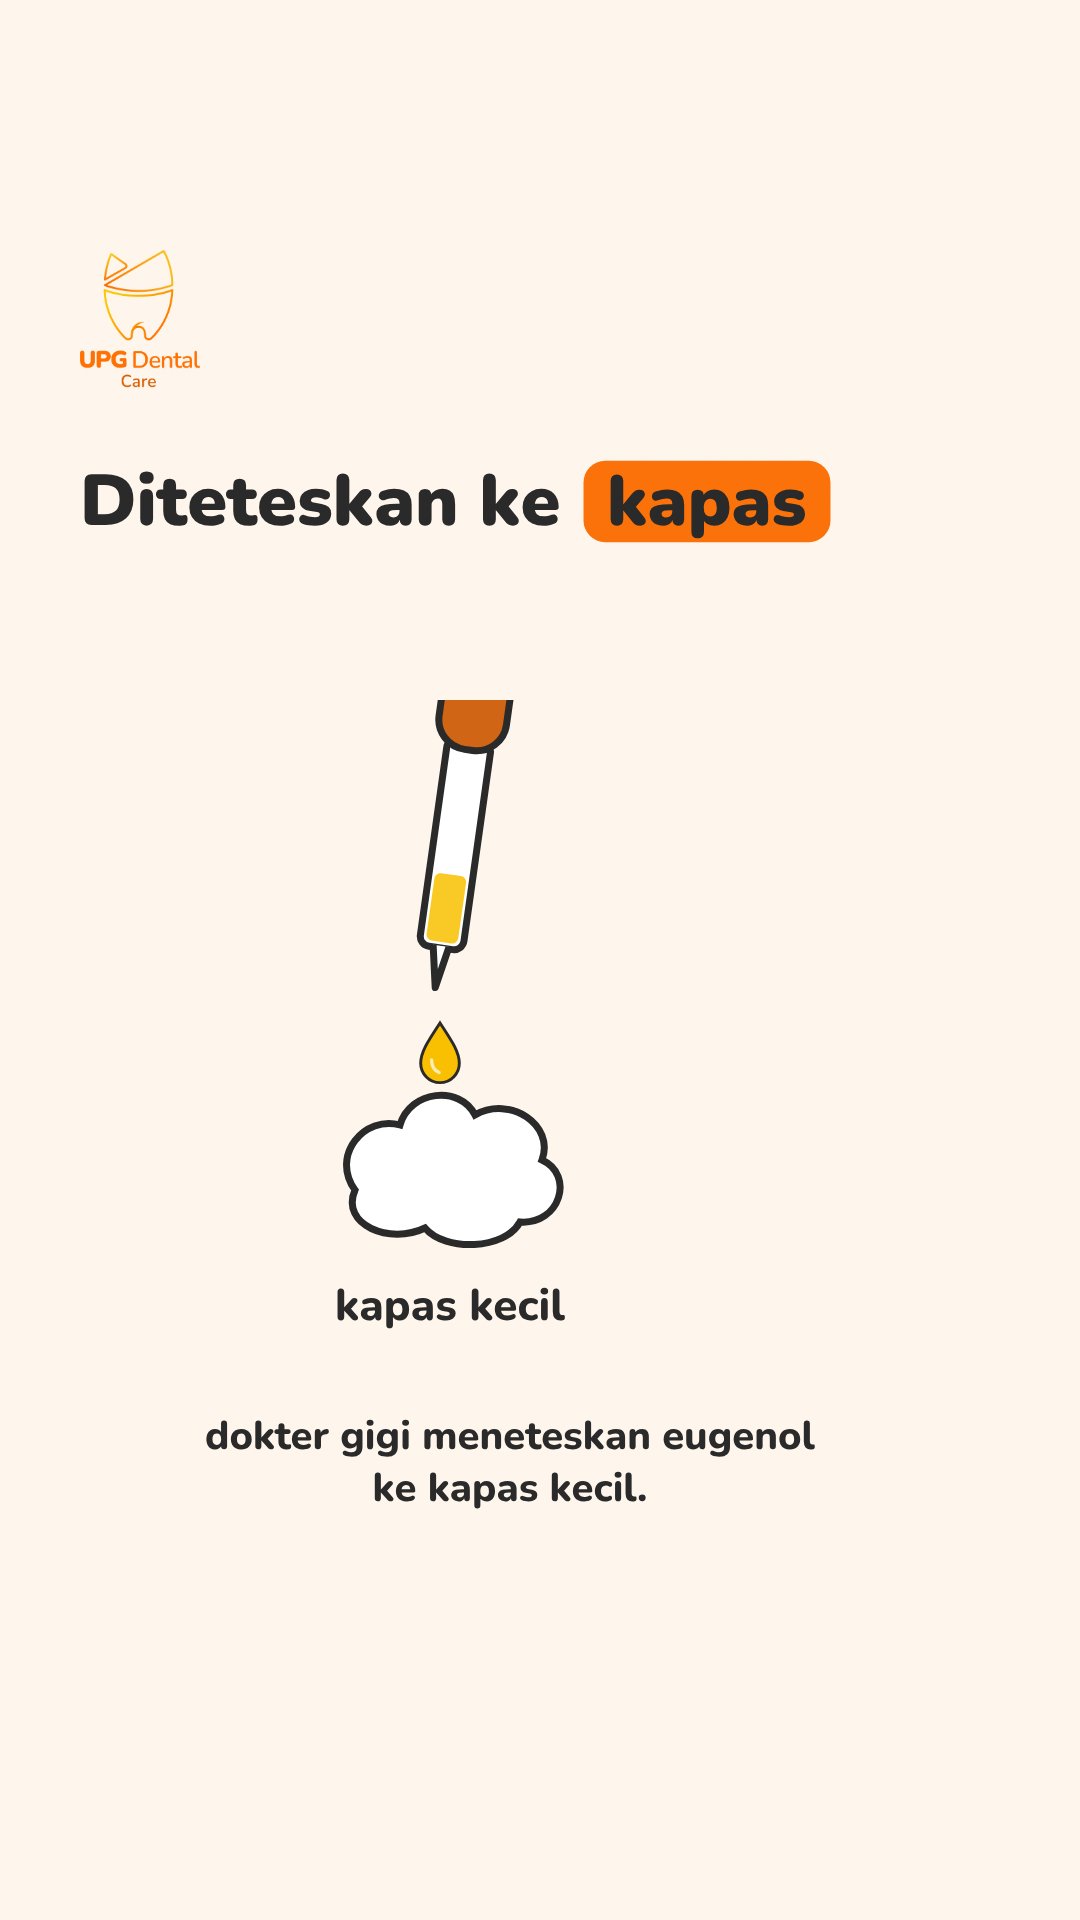 UPG Dental
Care
Diteteskan ke kapas
kapas kecil
dokter gigi meneteskan eugenol
ke kapas kecil.